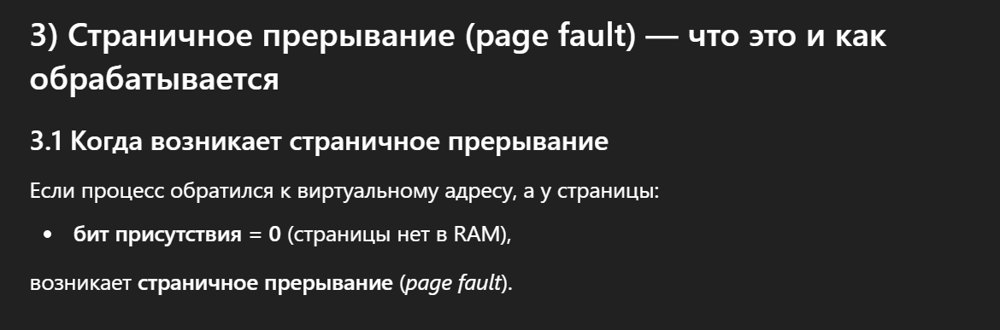 3) Страничное прерывание (page fault) — что это и как
обрабатывается
3.1 Когда возникает страничное прерывание
Если процесс обратился к виртуальному адресу, а у страницы:
• бит присутствия = 0 (страницы нет в RAM),
возникает страничное прерывание (page fault).